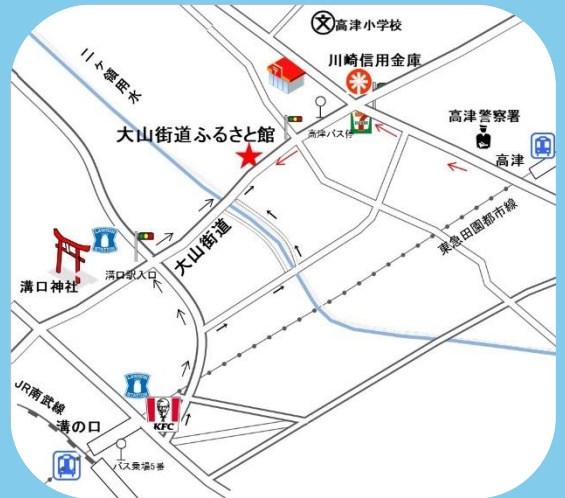 高津小学校
川崎信用金庫
二ヶ領用水
大山街道ふるさと館
高津バス停
高津警察署
高津
東急田園都市線
大山街道
溝口神社
溝口駅入口
JR南武線
溝の口
KFC
バス乗場5番